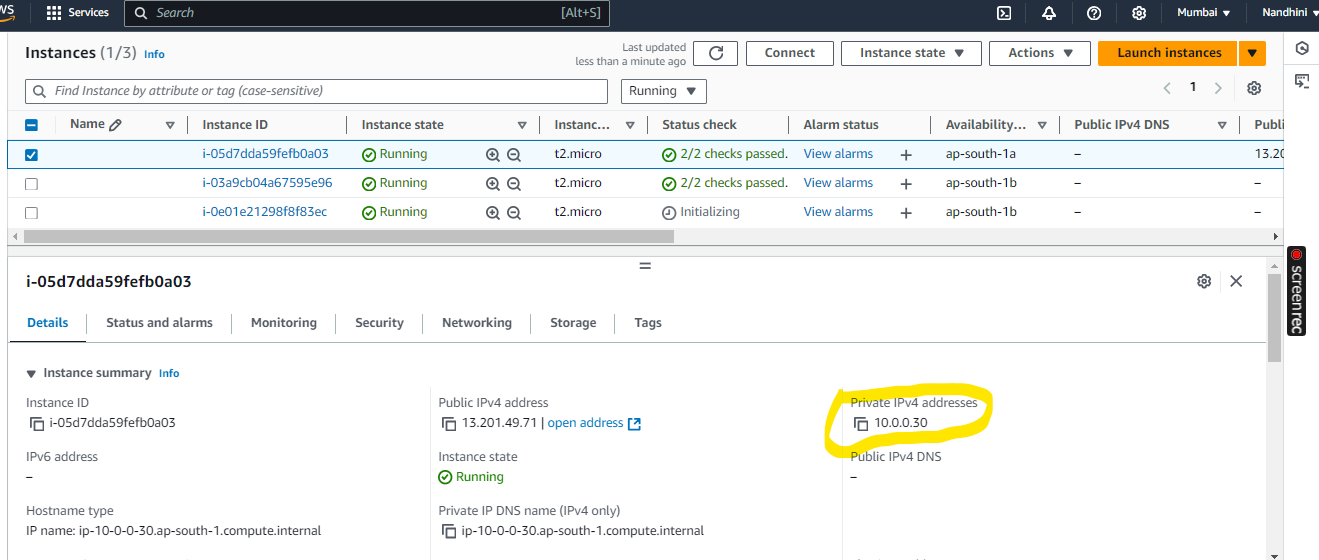 Services Search [Alt+S] Mumbai Nandhini
Instances (1/3) Info Last updated less than a minute ago Connect Instance state Actions Launch instances
Find Instance by attribute or tag (case-sensitive) Running 1
Name Instance ID Instance state Instanc... Status check Alarm status Availability... Public IPv4 DNS Publi
i-05d7dda59fefb0a03 Running t2.micro 2/2 checks passed. View alarms + ap-south-1a – 13.20
i-03a9cb04a67595e96 Running t2.micro 2/2 checks passed. View alarms + ap-south-1b – –
i-0e01e21298f8f83ec Running t2.micro Initializing View alarms + ap-south-1b – –
i-05d7dda59fefb0a03
Details Status and alarms Monitoring Security Networking Storage Tags
Instance summary Info
Instance ID Public IPv4 address Private IPv4 addresses
i-05d7dda59fefb0a03 13.201.49.71 | open address 10.0.0.30
IPv6 address Instance state Public IPv4 DNS
– Running –
Hostname type Private IP DNS name (IPv4 only)
IP name: ip-10-0-0-30.ap-south-1.compute.internal ip-10-0-0-30.ap-south-1.compute.internal
screenrec